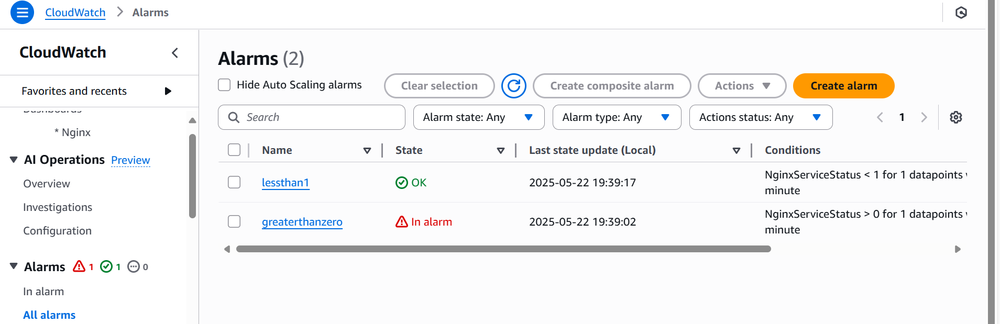 CloudWatch > Alarms
CloudWatch
Favorites and recents
Dashboards
* Nginx
AI Operations Preview
Overview
Investigations
Configuration
Alarms 1 1 0
In alarm
All alarms
Alarms (2)
Hide Auto Scaling alarms
Clear selection
Create composite alarm
Actions
Create alarm
Search
Alarm state: Any
Alarm type: Any
Actions status: Any
1
Name State Last state update (Local) Conditions
lessthan1 OK 2025-05-22 19:39:17 NginxServiceStatus < 1 for 1 datapoints
minute
greaterthanzero In alarm 2025-05-22 19:39:02 NginxServiceStatus > 0 for 1 datapoints
minute